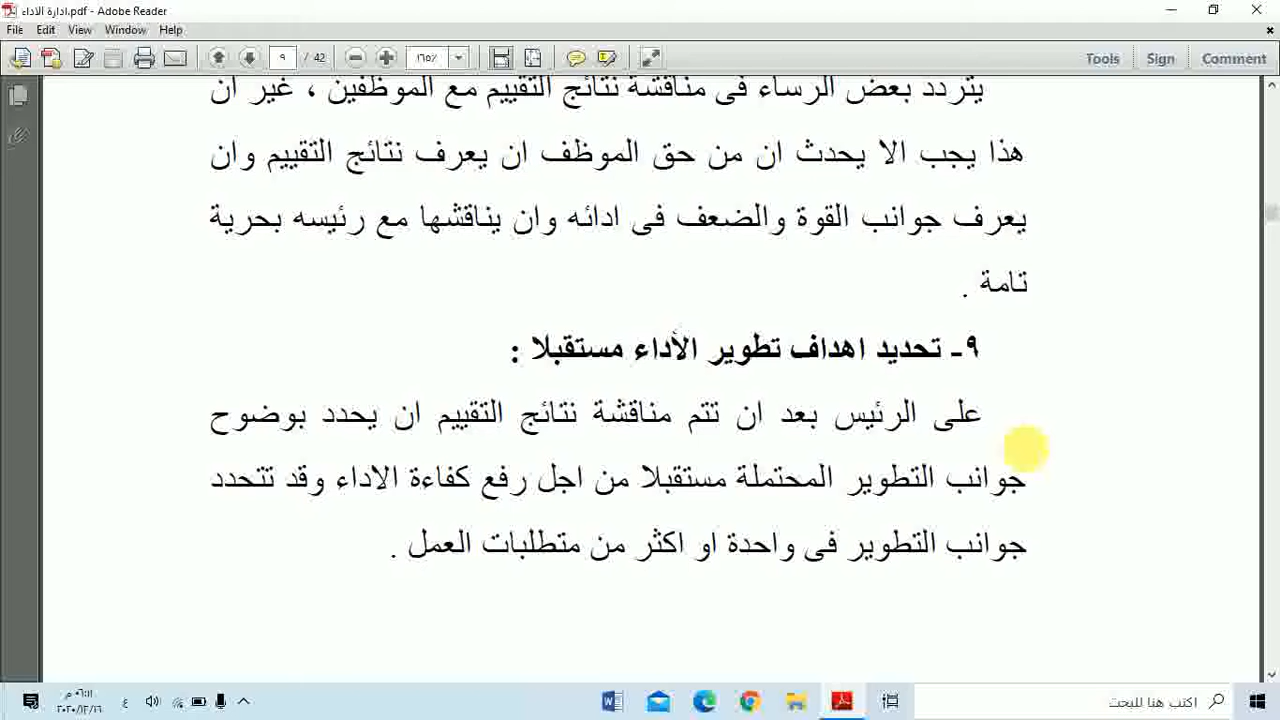 ادارة الاداء.pdf - Adobe Reader
File Edit View Window Help
٩ / 42 ١٦٥٪ Tools Sign Comment
يتردد بعض الرساء فى مناقشة نتائج التقييم مع الموظفين ، غير ان
هذا يجب الا يحدث ان من حق الموظف ان يعرف نتائج التقييم وان
يعرف جوانب القوة والضعف فى ادائه وان يناقشها مع رئيسه بحرية
تامة .
٩- تحديد اهداف تطوير الأداء مستقبلا :
على الرئيس بعد ان تتم مناقشة نتائج التقييم ان يحدد بوضوح
جوانب التطوير المحتملة مستقبلا من اجل رفع كفاءة الاداء وقد تتحدد
جوانب التطوير فى واحدة او اكثر من متطلبات العمل .
اكتب هنا للبحث
ع